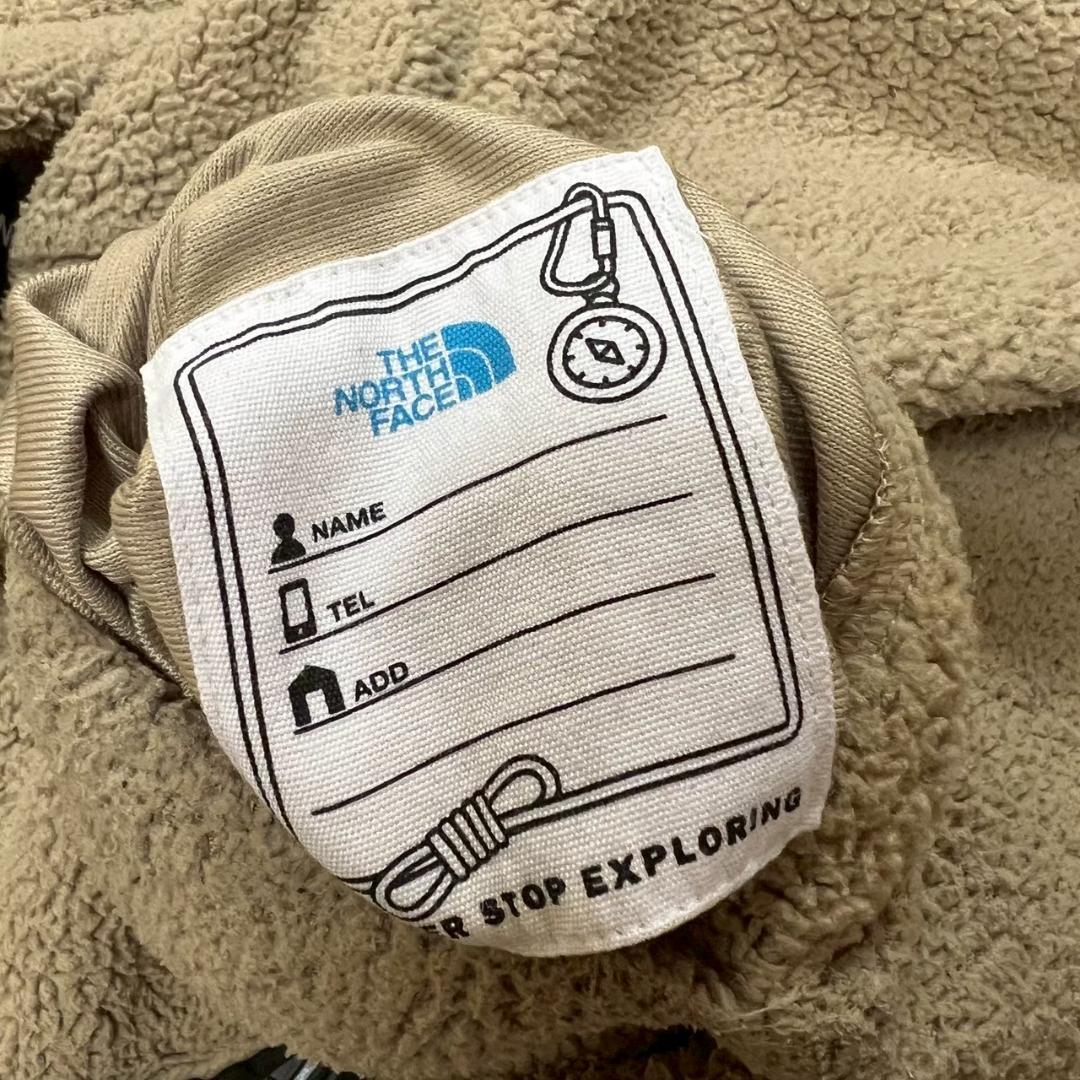 THE
NORTH
FACE
NAME
TEL
ADD
ER STOP EXPLORING